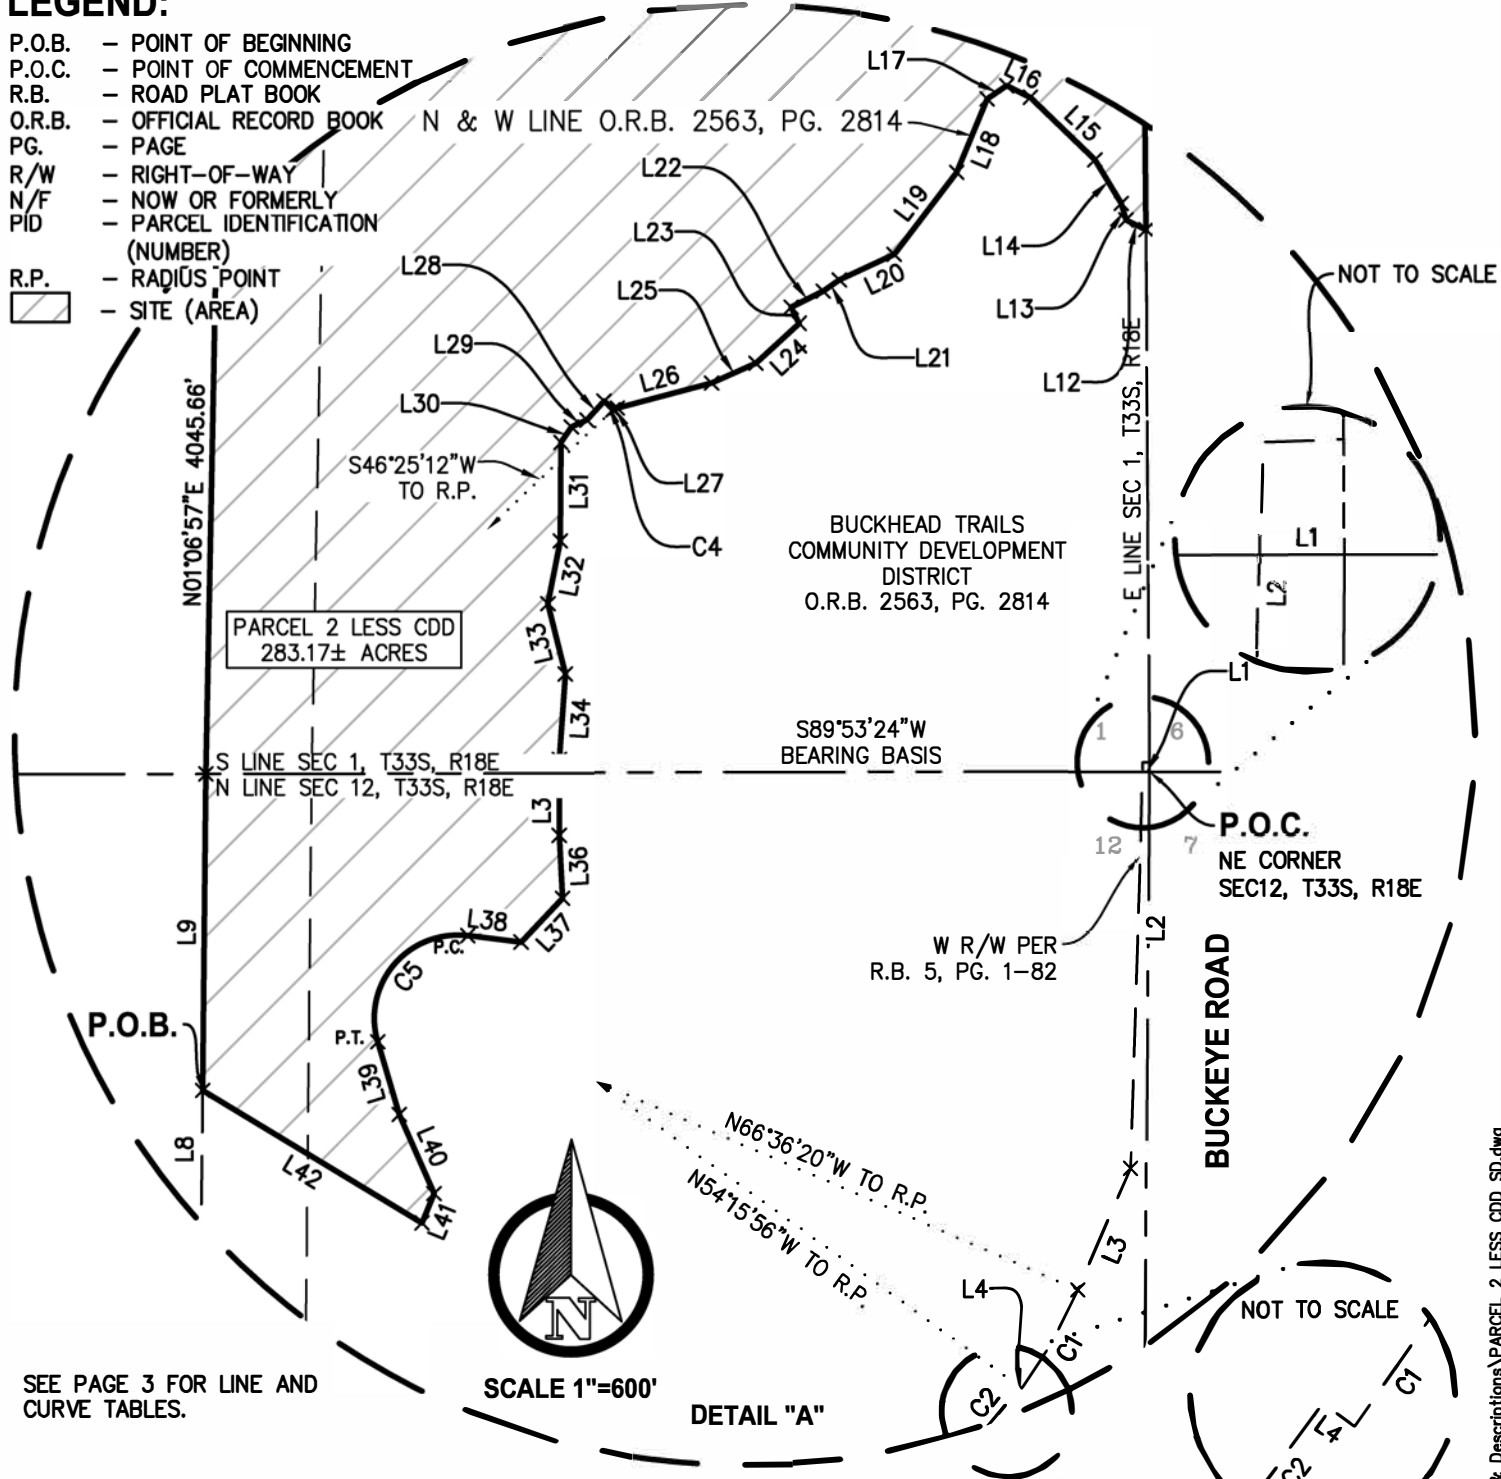 LEGEND:
P.O.B. – POINT OF BEGINNING
P.O.C. – POINT OF COMMENCEMENT
R.B. – ROAD PLAT BOOK
O.R.B. – OFFICIAL RECORD BOOK
PG. – PAGE
R/W – RIGHT-OF-WAY
N/F – NOW OR FORMERLY
PID – PARCEL IDENTIFICATION
(NUMBER)
R.P. – RADIUS POINT
– SITE (AREA)
N & W LINE O.R.B. 2563, PG. 2814
L17
L16
L15
L18
L22
L19
L23
L14
L20
L28
L25
L13
NOT TO SCALE
L29
L24
L21
L26
L12
L30
S46°25'12"W
TO R.P.
L31
L27
C4
N01°06'57"E 4045.66'
E LINE SEC 1, T33S, R18E
BUCKHEAD TRAILS
COMMUNITY DEVELOPMENT
DISTRICT
O.R.B. 2563, PG. 2814
L1
L2
L32
PARCEL 2 LESS CDD
283.17± ACRES
L33
L1
L34
S89°53'24"W
BEARING BASIS
1
6
S LINE SEC 1, T33S, R18E
N LINE SEC 12, T33S, R18E
L3
P.O.C.
12
7
NE CORNER
SEC12, T33S, R18E
L36
L9
L38
P.C.
L37
L2
W R/W PER
R.B. 5, PG. 1-82
C5
BUCKEYE ROAD
P.O.B.
P.T.
L39
L8
L40
L42
L41
N66°36'20"W TO R.P.
N54°15'56"W TO R.P.
L3
L4
N
C1
NOT TO SCALE
SEE PAGE 3 FOR LINE AND
CURVE TABLES.
SCALE 1"=600'
C2
DETAIL "A"
C1
L4
C2
Descriptions\PARCEL 2 LESS CDD SD.dwg